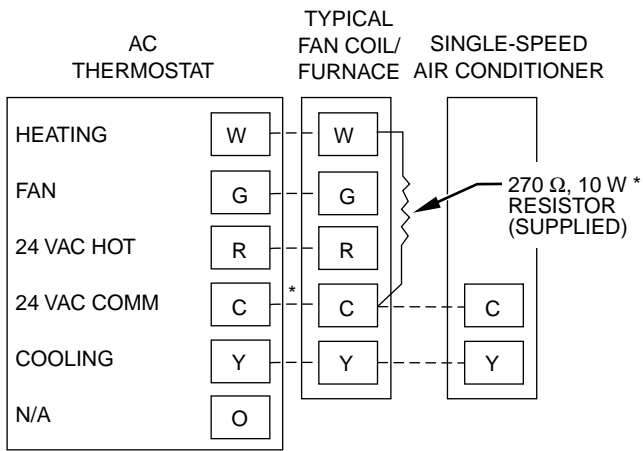 AC
THERMOSTAT
TYPICAL
FAN COIL/
FURNACE
SINGLE-SPEED
AIR CONDITIONER
HEATING W W
FAN G G
24 VAC HOT R R
24 VAC COMM C * C C
COOLING Y Y Y
N/A O
270 Ω, 10 W *
RESISTOR
(SUPPLIED)